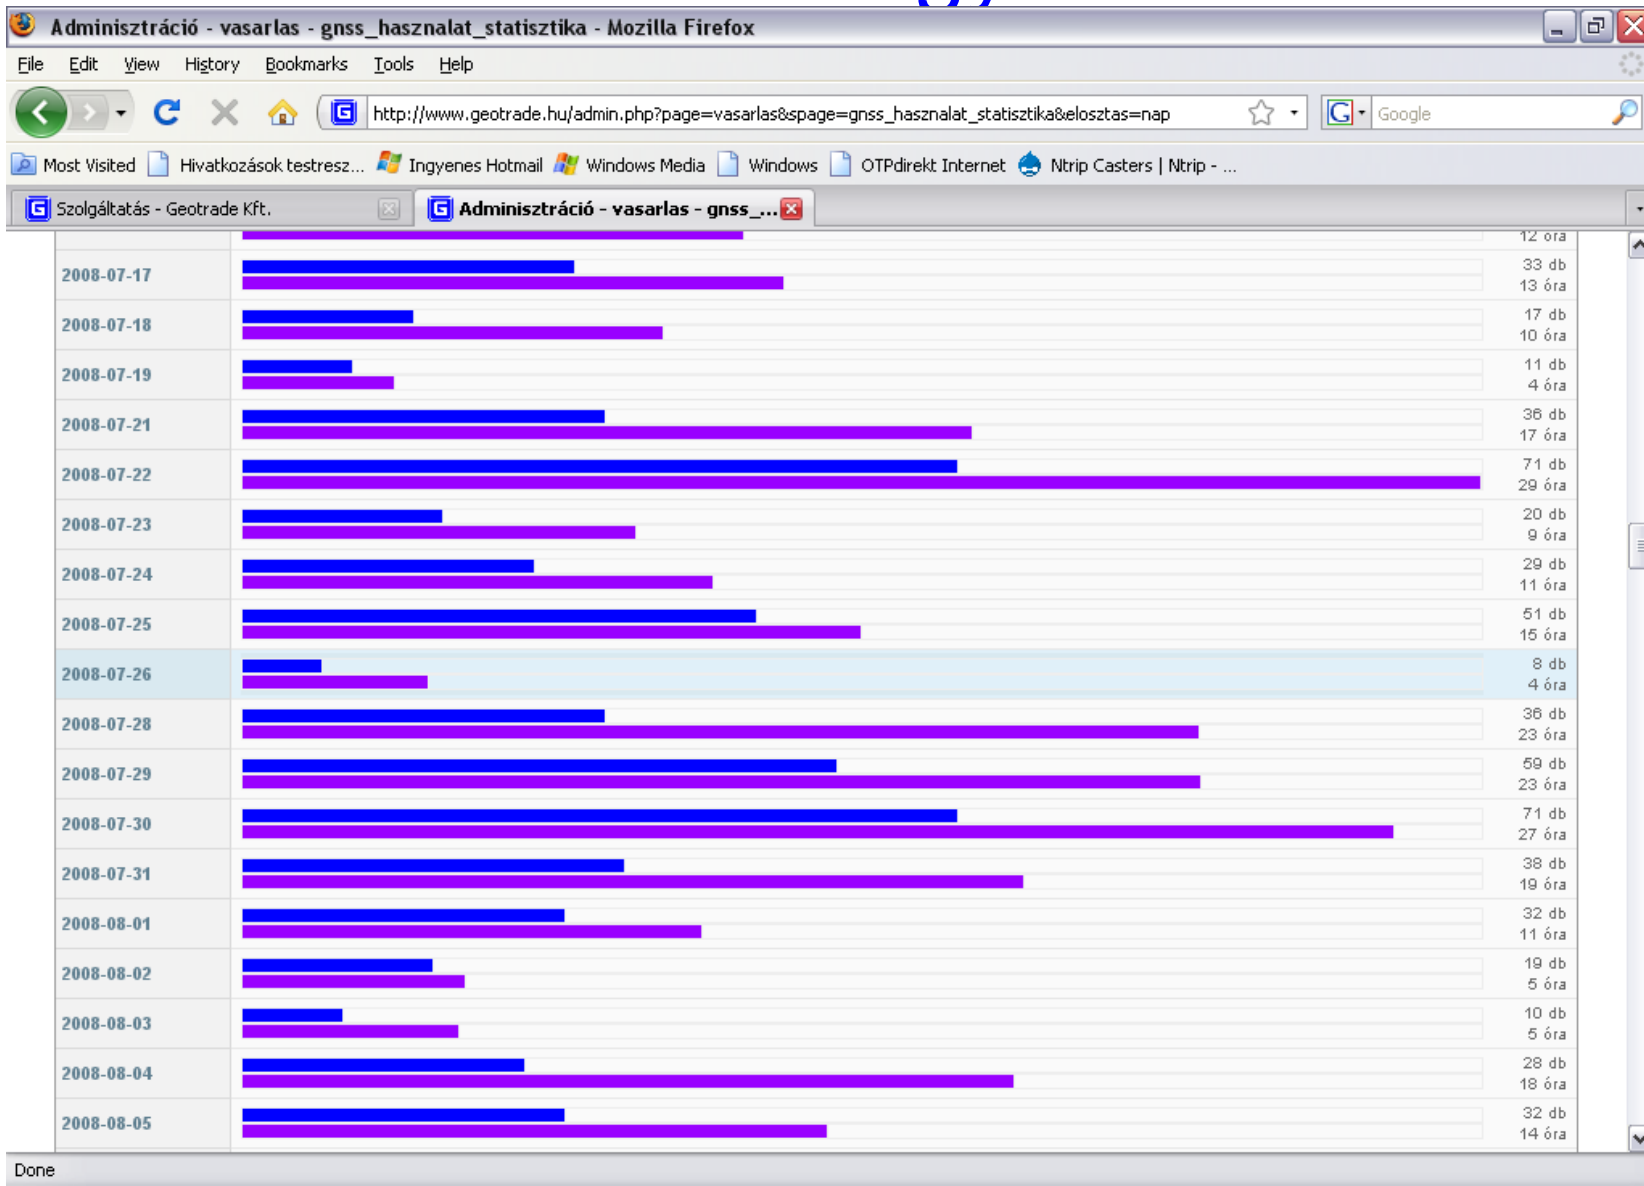 Adminisztráció - vasarlas - gnss_hasznalat_statisztika - Mozilla Firefox
File Edit View History Bookmarks Tools Help
http://www.geotrade.hu/admin.php?page=vasarlas&spage=gnss_hasznalat_statisztika&elosztas=nap G Google
Most Visited Hivatkozások testresz... Ingyenes Hotmail Windows Media Windows OTPdirekt Internet Ntrip Casters | Ntrip - ...
Szolgáltatás - Geotrade Kft. Adminisztráció - vasarlas - gnss_...
12 óra
2008-07-17 33 db
13 óra
2008-07-18 17 db
10 óra
2008-07-19 11 db
4 óra
2008-07-21 36 db
17 óra
2008-07-22 71 db
29 óra
2008-07-23 20 db
9 óra
2008-07-24 29 db
11 óra
2008-07-25 51 db
15 óra
2008-07-26 8 db
4 óra
2008-07-28 36 db
23 óra
2008-07-29 59 db
23 óra
2008-07-30 71 db
27 óra
2008-07-31 38 db
19 óra
2008-08-01 32 db
11 óra
2008-08-02 19 db
5 óra
2008-08-03 10 db
5 óra
2008-08-04 28 db
18 óra
2008-08-05 32 db
14 óra
Done